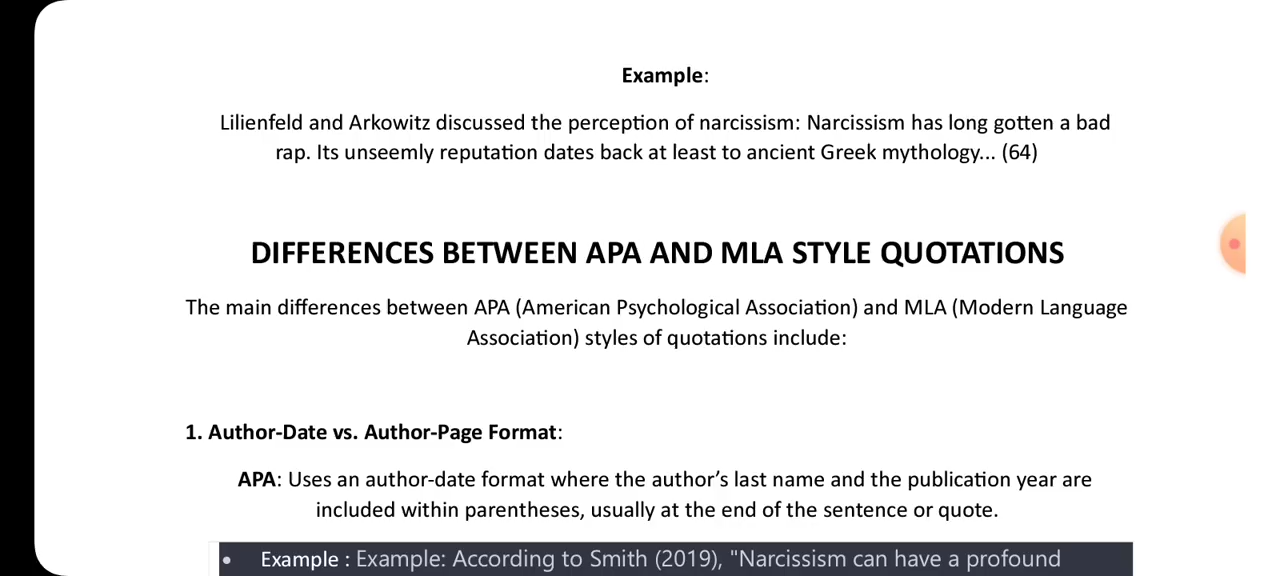 Example:
Lilienfeld and Arkowitz discussed the perception of narcissism: Narcissism has long gotten a bad
rap. Its unseemly reputation dates back at least to ancient Greek mythology... (64)
DIFFERENCES BETWEEN APA AND MLA STYLE QUOTATIONS
The main differences between APA (American Psychological Association) and MLA (Modern Language
Association) styles of quotations include:
1. Author-Date vs. Author-Page Format:
APA: Uses an author-date format where the author’s last name and the publication year are
included within parentheses, usually at the end of the sentence or quote.
• Example : Example: According to Smith (2019), "Narcissism can have a profound